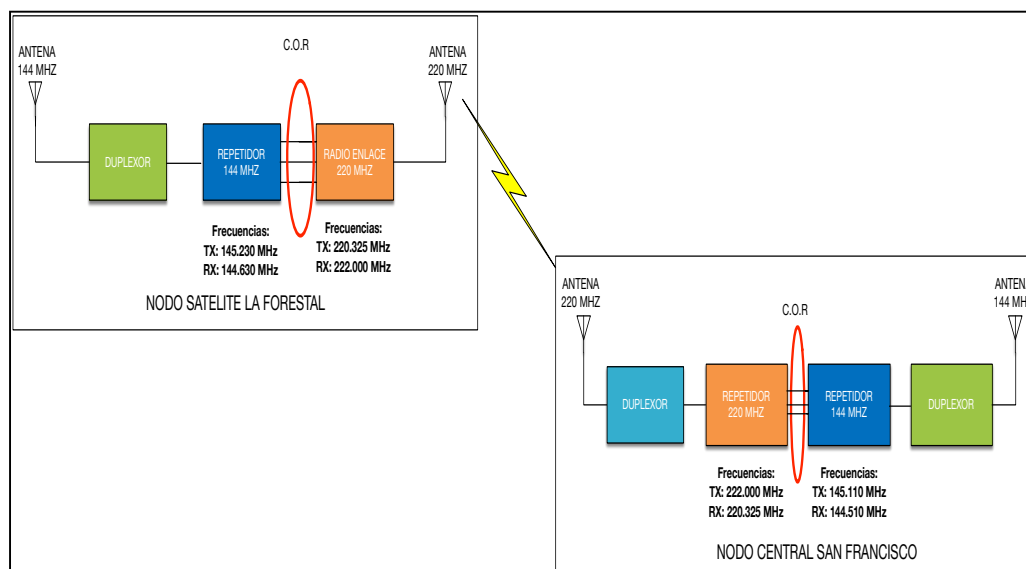 ANTENA
144 MHZ
C.O.R
ANTENA
220 MHZ
DUPLEXOR
REPETIDOR
144 MHZ
RADIO ENLACE
220 MHZ
Frecuencias:
TX: 145.230 MHz
RX: 144.630 MHz
Frecuencias:
TX: 220.325 MHz
RX: 222.000 MHz
NODO SATELITE LA FORESTAL
ANTENA
220 MHZ
C.O.R
ANTENA
144 MHZ
DUPLEXOR
REPETIDOR
220 MHZ
REPETIDOR
144 MHZ
DUPLEXOR
Frecuencias:
TX: 222.000 MHz
RX: 220.325 MHz
Frecuencias:
TX: 145.110 MHz
RX: 144.510 MHz
NODO CENTRAL SAN FRANCISCO